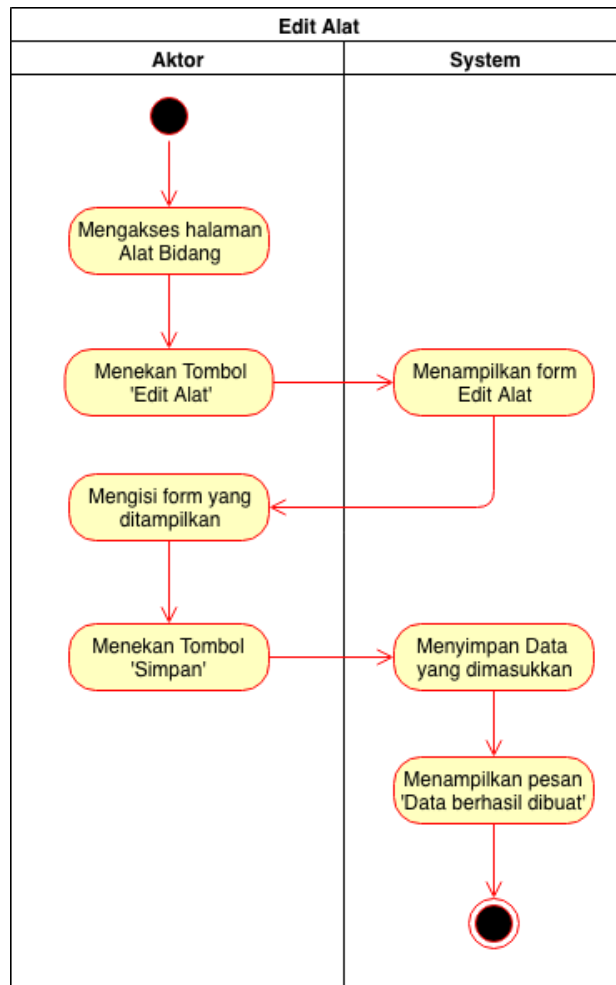 Edit Alat
Aktor
System
Mengakses halaman
Alat Bidang
Menekan Tombol
'Edit Alat'
Menampilkan form
Edit Alat
Mengisi form yang
ditampilkan
Menekan Tombol
'Simpan'
Menyimpan Data
yang dimasukkan
Menampilkan pesan
'Data berhasil dibuat'